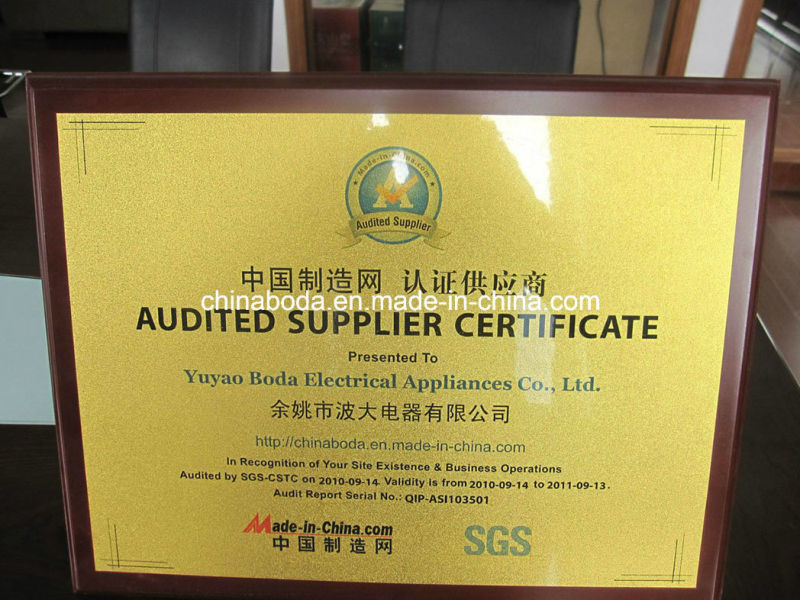 Made-in-China.com
A
Audited Supplier
中国制造网 认证供应商
chinaboda.en.made-in-china.com
AUDITED SUPPLIER CERTIFICATE
Presented To
Yuyao Boda Electrical Appliances Co., Ltd.
余姚市波大电器有限公司
http://chinaboda.en.made-in-china.com
In Recognition of Your Site Existence & Business Operations
Audited by SGS-CSTC on 2010-09-14. Validity is from 2010-09-14 to 2011-09-13.
Audit Report Serial No.: QIP-ASI103501
Made-in-China.com SGS
中国制造网